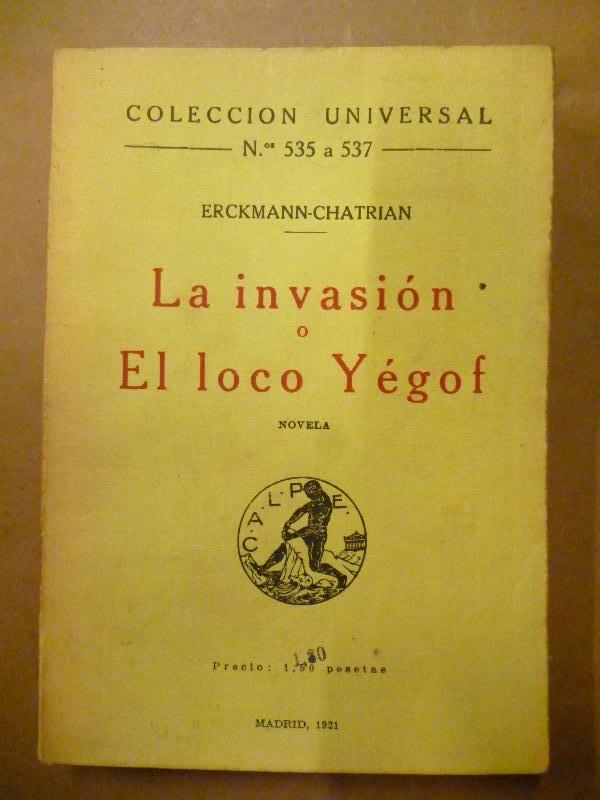 COLECCION UNIVERSAL
N.os 535 a 537
ERCKMANN-CHATRIAN
La invasión
o
El loco Yégof
NOVELA
C·A·L·P·E·
Precio: 1,50 pesetas
MADRID, 1921